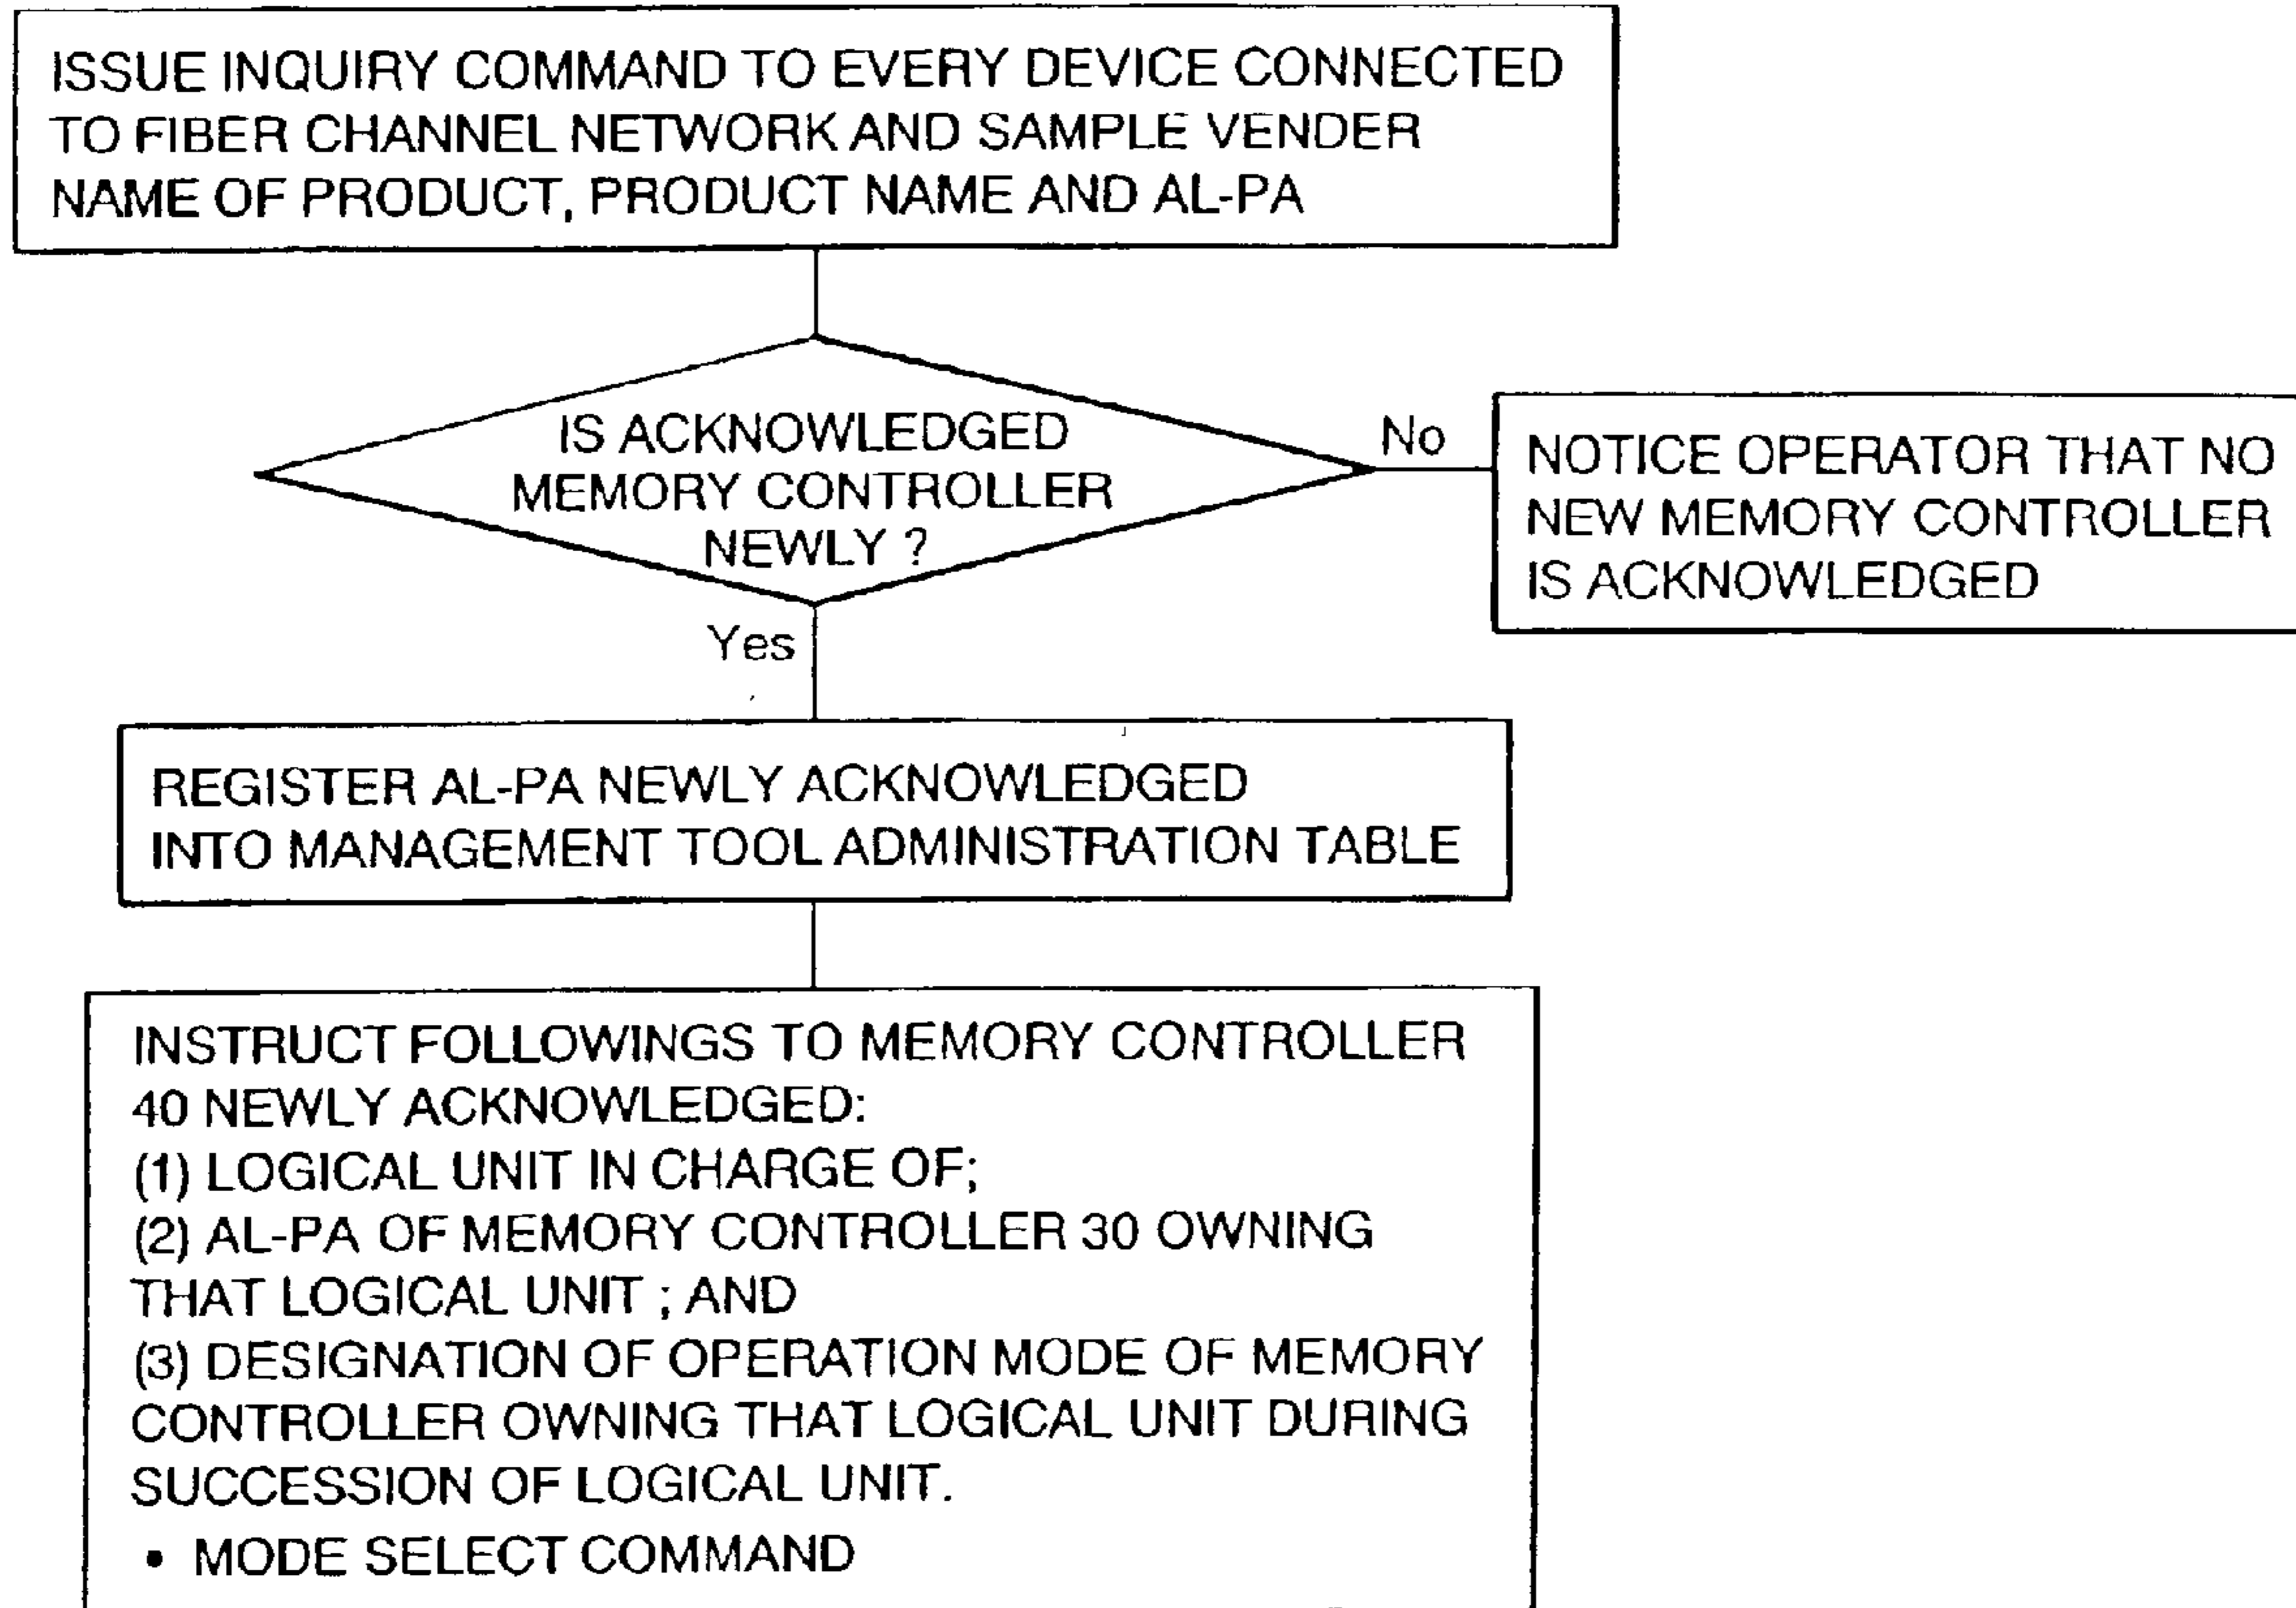 ISSUE INQUIRY COMMAND TO EVERY DEVICE CONNECTED
TO FIBER CHANNEL NETWORK AND SAMPLE VENDER
NAME OF PRODUCT, PRODUCT NAME AND AL-PA
IS ACKNOWLEDGED
MEMORY CONTROLLER
NEWLY ?
No
NOTICE OPERATOR THAT NO
NEW MEMORY CONTROLLER
IS ACKNOWLEDGED
Yes
REGISTER AL-PA NEWLY ACKNOWLEDGED
INTO MANAGEMENT TOOL ADMINISTRATION TABLE
INSTRUCT FOLLOWINGS TO MEMORY CONTROLLER
40 NEWLY ACKNOWLEDGED:
(1) LOGICAL UNIT IN CHARGE OF;
(2) AL-PA OF MEMORY CONTROLLER 30 OWNING
THAT LOGICAL UNIT ; AND
(3) DESIGNATION OF OPERATION MODE OF MEMORY
CONTROLLER OWNING THAT LOGICAL UNIT DURING
SUCCESSION OF LOGICAL UNIT.
• MODE SELECT COMMAND